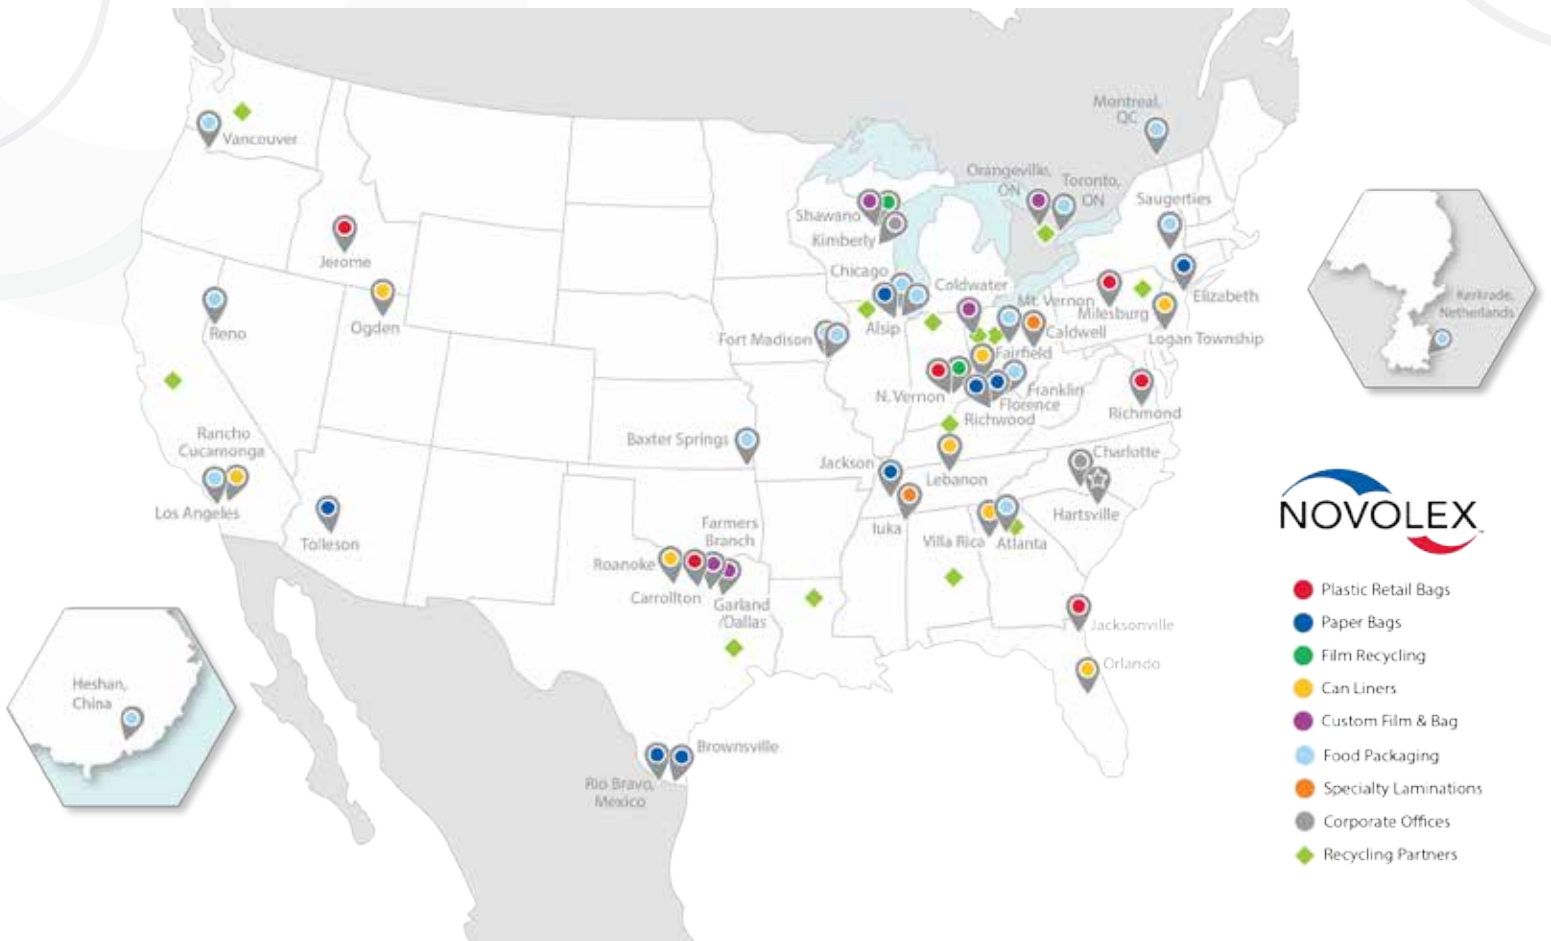 Montreal,
QC
Vancouver
Orangeville,
ON
Toronto,
ON
Saugerties
Shawano
Kimberly
Jerome
Chicago
Coldwater
Mt. Vernon
Elizabeth
Kerkrade,
Netherlands
Milesburg
Ogden
Reno
Alsip
Caldwell
Fort Madison
Logan Township
Fairfield
N. Vernon
Franklin
Florence
Richmond
Richwood
Rancho
Cucamonga
Baxter Springs
Charlotte
Jackson
Lebanon
Los Angeles
Hartsville
NOVOLEX
Farmers
Branch
Iuka
Villa Rica
Atlanta
Tolleson
Roanoke
Carrollton
Garland
/Dallas
Jacksonville
Orlando
Heshan,
China
Brownsville
Rio Bravo,
Mexico
Plastic Retail Bags
Paper Bags
Film Recycling
Can Liners
Custom Film & Bag
Food Packaging
Specialty Laminations
Corporate Offices
Recycling Partners